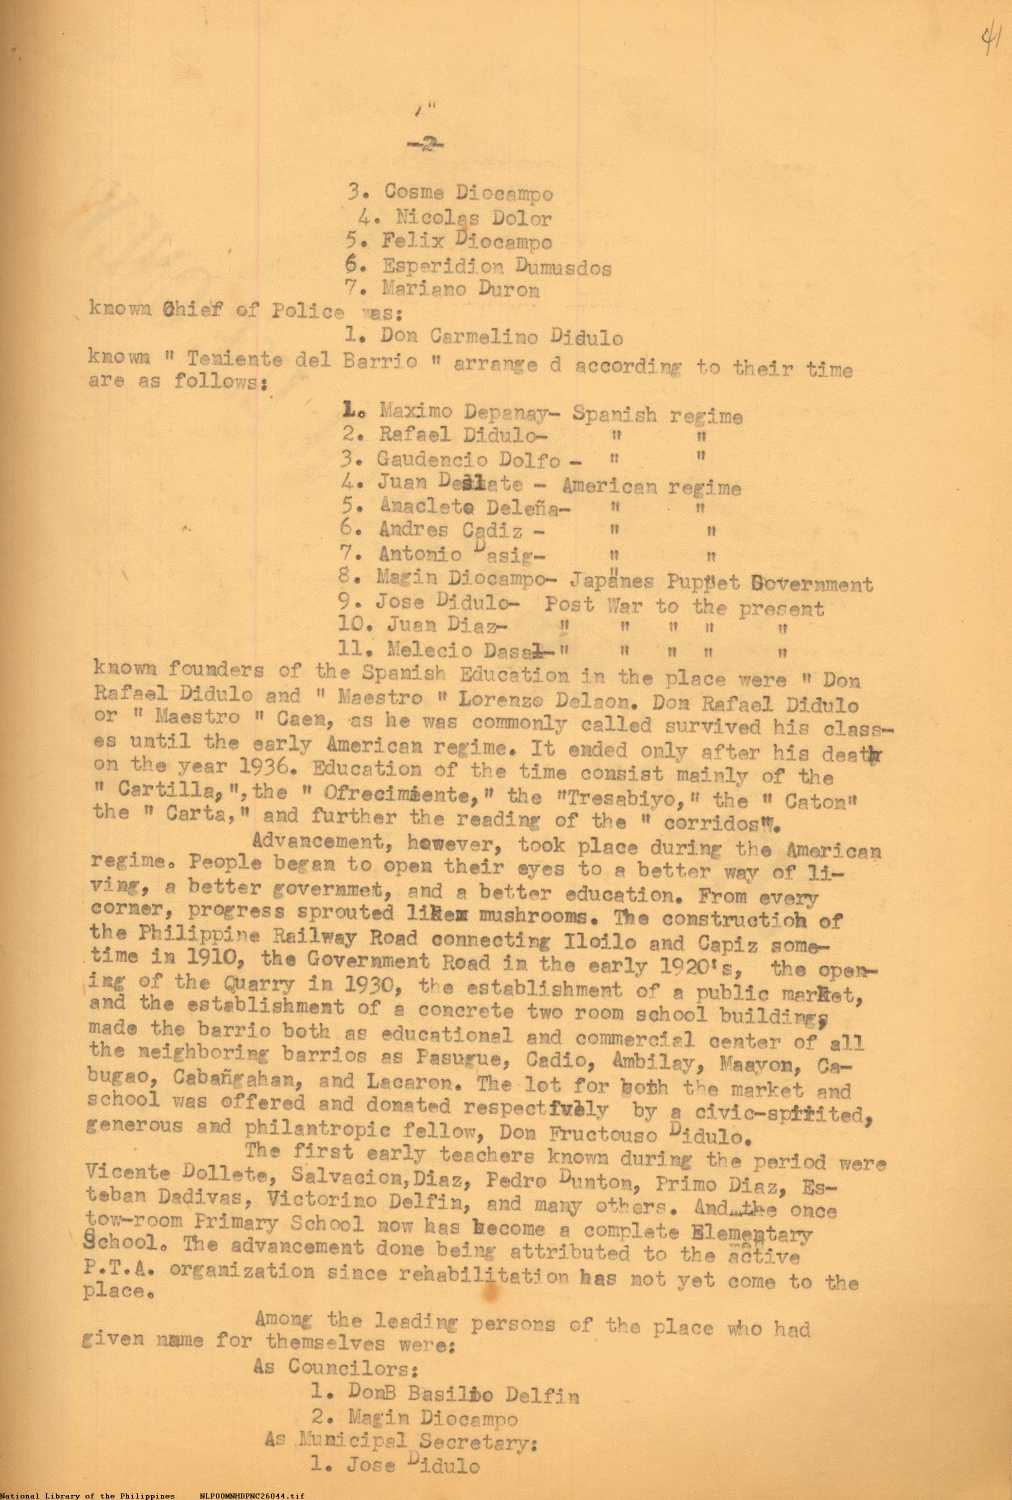 41
-2-
3. Cosme Diocampo
4. Nicolas Dolor
5. Felix Diocampo
6. Esperidion Dumusdos
7. Mariano Duron
known Chief of Police was:
1. Don Carmelino Didulo
known " Teniente del Barrio " arrange d according to their time
are as follows:
1. Maximo Depanay- Spanish regime
2. Rafael Didulo- " "
3. Gaudencio Dolfo - " "
4. Juan Deslate - American regime
5. Anaclete Deleña- " "
6. Andres Cadiz - " "
7. Antonio Dasig- " "
8. Magin Diocampo- Japanes Puppet Government
9. Jose Didulo- Post War to the present
10. Juan Diaz- " " " " "
11. Melecio Dasal-" " " " "
known founders of the Spanish Education in the place were " Don
Rafael Didulo and " Maestro " Lorenzo Delaon. Don Rafael Didulo
or " Maestro " Caen, as he was commonly called survived his class-
es until the early American regime. It ended only after his death
on the year 1936. Education of the time consist mainly of the
" Cartilla,",the " Ofrecimiente," the "Tresabiyo," the " Caton"
the " Carta," and further the reading of the " corridos".
Advancement, however, took place during the American
regime. People began to open their eyes to a better way of li-
ving, a better governmet, and a better education. From every
corner, progress sprouted like mushrooms. The construction of
the Philippine Railway Road connecting Iloilo and Capiz some-
time in 1910, the Government Road in the early 1920's, the open-
ing of the Quarry in 1930, the establishment of a public market,
and the establishment of a concrete two room school buildings
made the barrio both as educational and commercial center of all
the neighboring barrios as Pasugue, Cadio, Ambilay, Maayon, Ca-
bugao, Cabañgahan, and Lacaron. The lot for both the market and
school was offered and donated respectively by a civic-spirited,
generous and philantropic fellow, Don Fructouso Didulo.
The first early teachers known during the period were
Vicente Dollete, Salvacion,Diaz, Pedro Dunton, Primo Diaz, Es-
teban Dadivas, Victorino Delfin, and many others. And the once
tow-room Primary School now has become a complete Elementary
School. The advancement done being attributed to the active
P.T.A. organization since rehabilitation has not yet come to the
place.
Among the leading persons of the place who had
given name for themselves were:
As Councilors:
1. DonB Basilio Delfin
2. Magin Diocampo
As Municipal Secretary:
1. Jose Didulo
National Library of the Philippines NLPOOMNHDPNC26044.tif